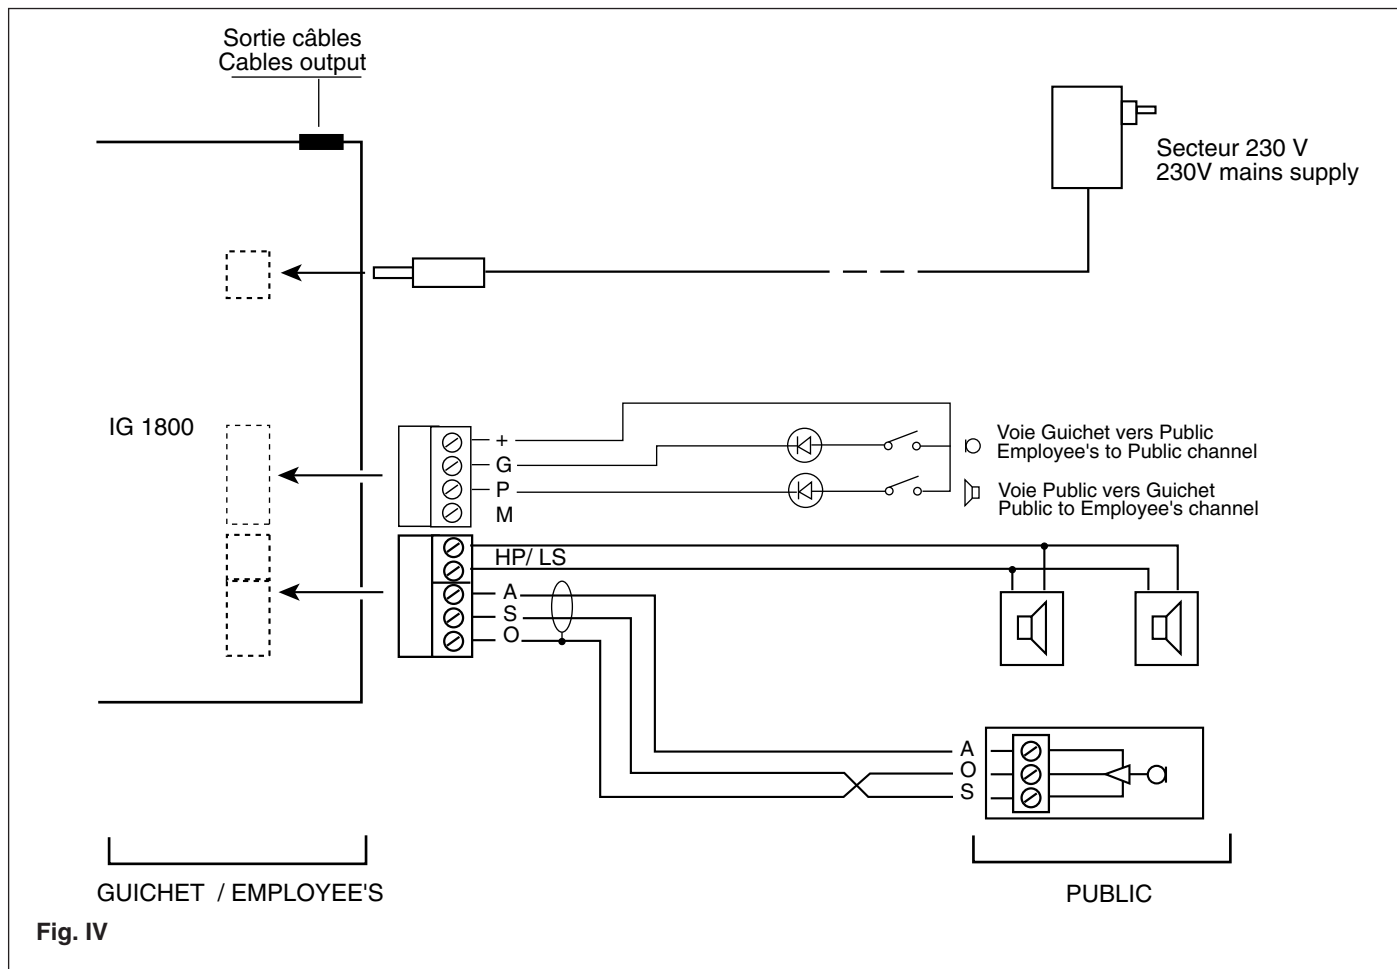 Sortie câbles
Cables output
Secteur 230 V
230V mains supply
IG 1800
+
G
P
M
Voie Guichet vers Public
Employee's to Public channel
Voie Public vers Guichet
Public to Employee's channel
HP/ LS
A
S
O
A
O
S
GUICHET / EMPLOYEE'S
PUBLIC
Fig. IV